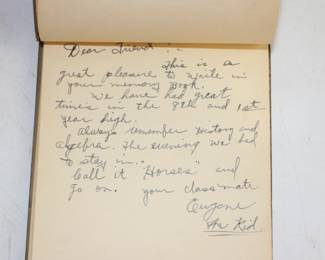 Dear Friend:-
This is a
great pleasure to write in
your memory book.
We have had great
times in the 8th and 1st
year high.
Always remember history and
algebra. The evening we had
to stay in.
Call it "Horses" and
go on. your classmate
Eugene
Kid